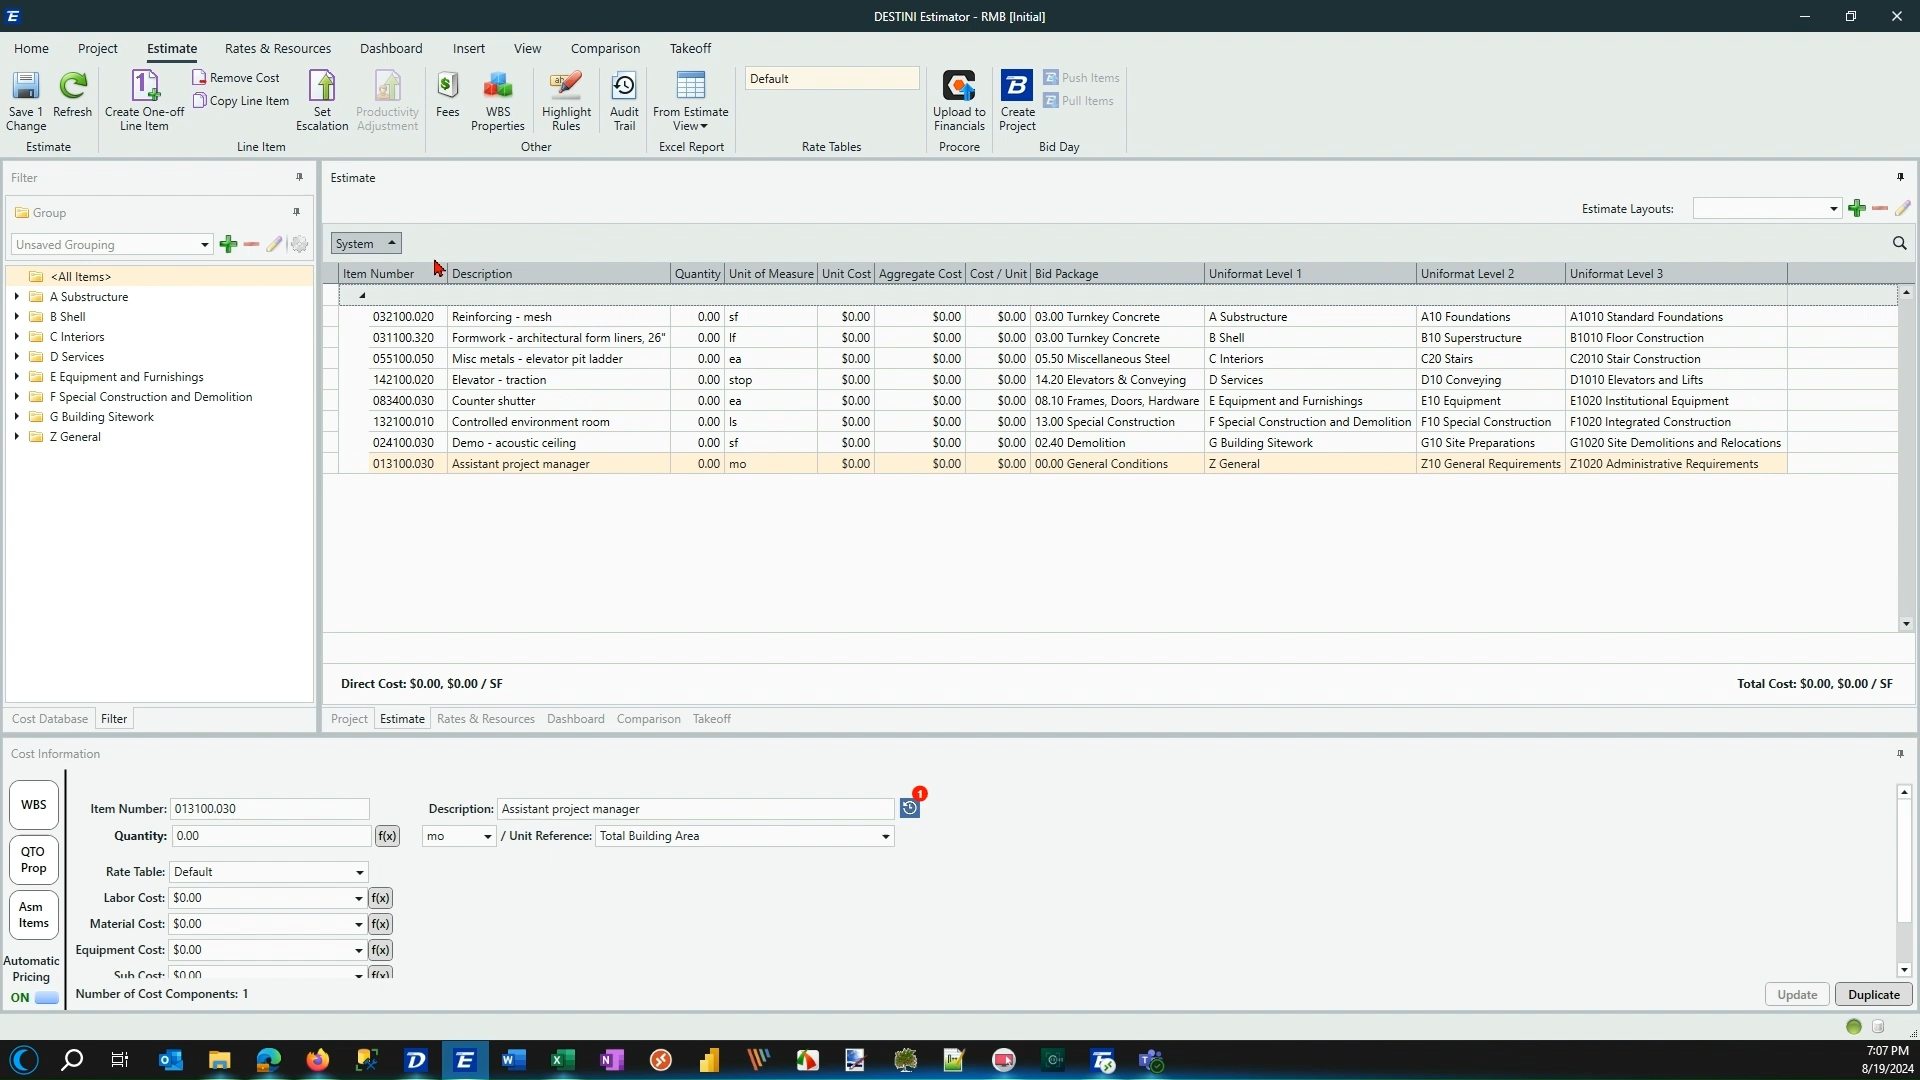 DESTINI Estimator - RMB [Initial]
Home Project Estimate Rates & Resources Dashboard Insert View Comparison Takeoff
Save 1 Change
Refresh
Create One-off Line Item
Remove Cost
Copy Line Item
Set Escalation
Productivity Adjustment
Fees
WBS Properties
Highlight Rules
Audit Trail
From Estimate View
Default
Upload to Financials
Create Project
Push Items
Pull Items
Estimate Line Item Other Excel Report Rate Tables Procore Bid Day
Filter
Group
Unsaved Grouping
<All Items>
A Substructure
B Shell
C Interiors
D Services
E Equipment and Furnishings
F Special Construction and Demolition
G Building Sitework
Z General
Cost Database Filter
Estimate
Estimate Layouts:
System
Item Number Description Quantity Unit of Measure Unit Cost Aggregate Cost Cost / Unit Bid Package Uniformat Level 1 Uniformat Level 2 Uniformat Level 3
032100.020 Reinforcing - mesh 0.00 sf $0.00 $0.00 $0.00 03.00 Turnkey Concrete A Substructure A10 Foundations A1010 Standard Foundations
031100.320 Formwork - architectural form liners, 26" 0.00 lf $0.00 $0.00 $0.00 03.00 Turnkey Concrete B Shell B10 Superstructure B1010 Floor Construction
055100.050 Misc metals - elevator pit ladder 0.00 ea $0.00 $0.00 $0.00 05.50 Miscellaneous Steel C Interiors C20 Stairs C2010 Stair Construction
142100.020 Elevator - traction 0.00 stop $0.00 $0.00 $0.00 14.20 Elevators & Conveying D Services D10 Conveying D1010 Elevators and Lifts
083400.030 Counter shutter 0.00 ea $0.00 $0.00 $0.00 08.10 Frames, Doors, Hardware E Equipment and Furnishings E10 Equipment E1020 Institutional Equipment
132100.010 Controlled environment room 0.00 ls $0.00 $0.00 $0.00 13.00 Special Construction F Special Construction and Demolition F10 Special Construction F1020 Integrated Construction
024100.030 Demo - acoustic ceiling 0.00 sf $0.00 $0.00 $0.00 02.40 Demolition G Building Sitework G10 Site Preparations G1020 Site Demolitions and Relocations
013100.030 Assistant project manager 0.00 mo $0.00 $0.00 $0.00 00.00 General Conditions Z General Z10 General Requirements Z1020 Administrative Requirements
Direct Cost: $0.00, $0.00 / SF Total Cost: $0.00, $0.00 / SF
Project Estimate Rates & Resources Dashboard Comparison Takeoff
Cost Information
WBS
QTO Prop
Asm Items
Automatic Pricing
ON
Item Number: 013100.030 Description: Assistant project manager 1
Quantity: 0.00 f(x) mo / Unit Reference: Total Building Area
Rate Table: Default
Labor Cost: $0.00 f(x)
Material Cost: $0.00 f(x)
Equipment Cost: $0.00 f(x)
Sub Cost: $0.00 f(x)
Number of Cost Components: 1
Update Duplicate
7:07 PM
8/19/2024